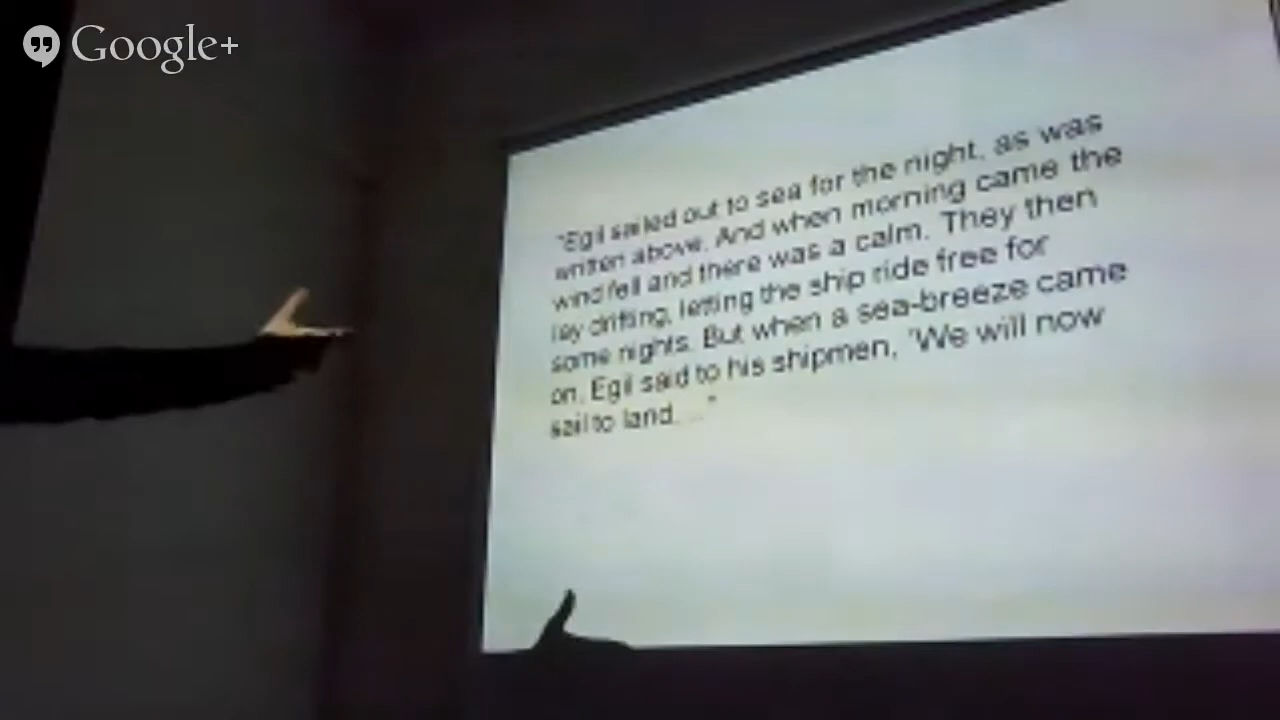 Google+
"Egil sailed out to sea for the night, as was
written above. And when morning came the
wind fell and there was a calm. They then
lay drifting, letting the ship ride free for
some nights. But when a sea-breeze came
on, Egil said to his shipmen, 'We will now
sail to land. ..."